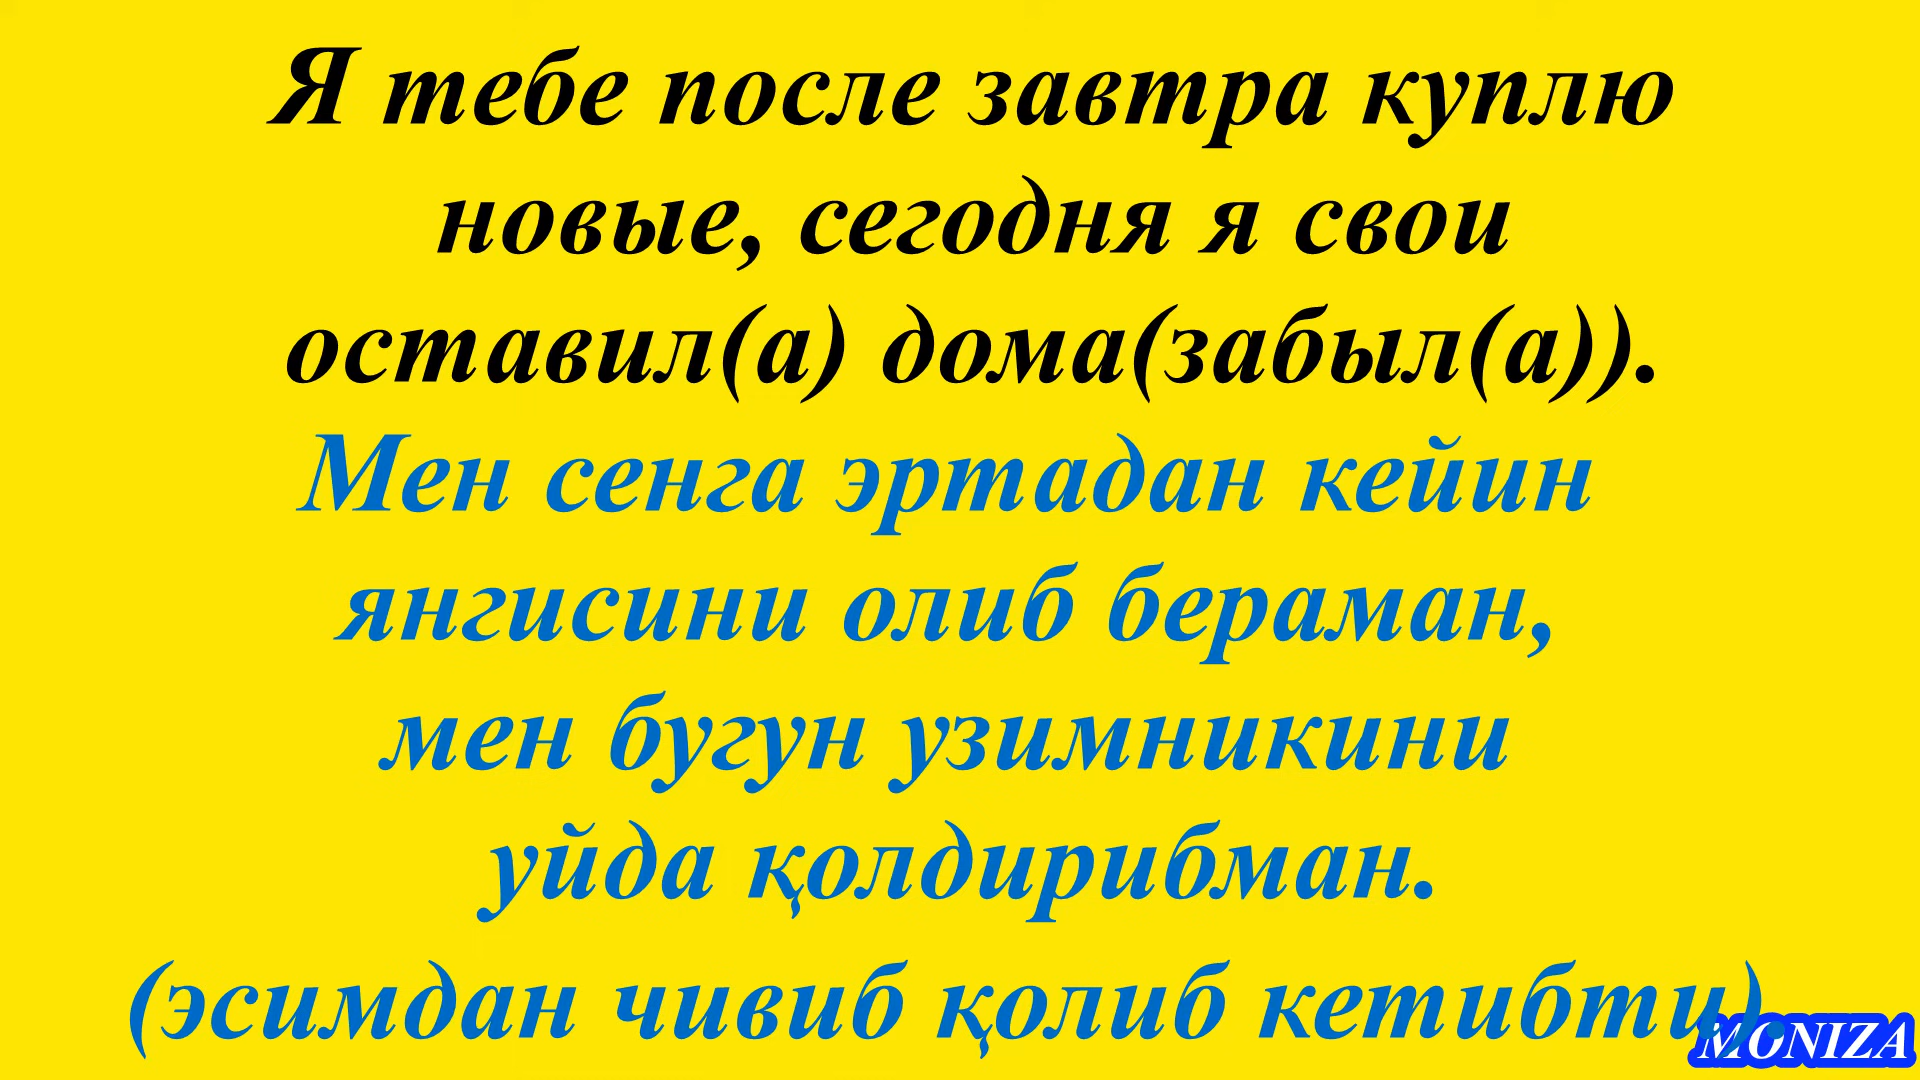 Я тебе после завтра куплю
новые, сегодня я свои
оставил(а) дома(забыл(а)).
Мен сенга эртадан кейин
янгисини олиб бераман,
мен бугун узимникини
уйда қолдирибман.
(эсимдан чивиб қолиб кетибти).
MONIZA